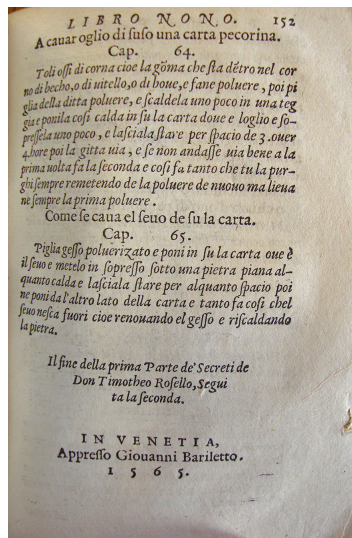 LIBRO NONO. 152
A cauar oglio di suso una carta pecorina.
Cap. 64.
Toli ossi di corna cioe la gōma che sta dētro nel cor
no di becho, o di uitello, o di boue, e fane poluere, poi pi
glia della ditta poluere, e scaldela uno poco in una teg
gia e ponila cosi calda in su la carta doue e l'oglio e so-
pressela uno poco, e lasciala stare per spacio de 3. ouer
4. hore poi la gitta uia, e se non andasse uia bene a la
prima uolta fa la seconda e cosi fa tanto che tu la pur-
ghi sempre remetendo de la poluere de nuouo ma lieua
ne sempre la prima poluere.
Come se caua el seuo de su la carta.
Cap. 65.
Piglia gesso poluerizato e poni in su la carta oue è
il seuo e metelo in sopresso sotto una pietra piana al-
quanto calda e lasciala stare per alquanto spacio poi
ne poni da l'altro lato della carta e tanto fa cosi chel
seuo nesca fuori cioe renouando el gesso e riscaldando
la pietra.
Il fine della prima Parte de' Secreti de
Don Timotheo Rosello, Segui
ta la seconda.
IN VENETIA,
Appresso Giouanni Bariletto.
1565.